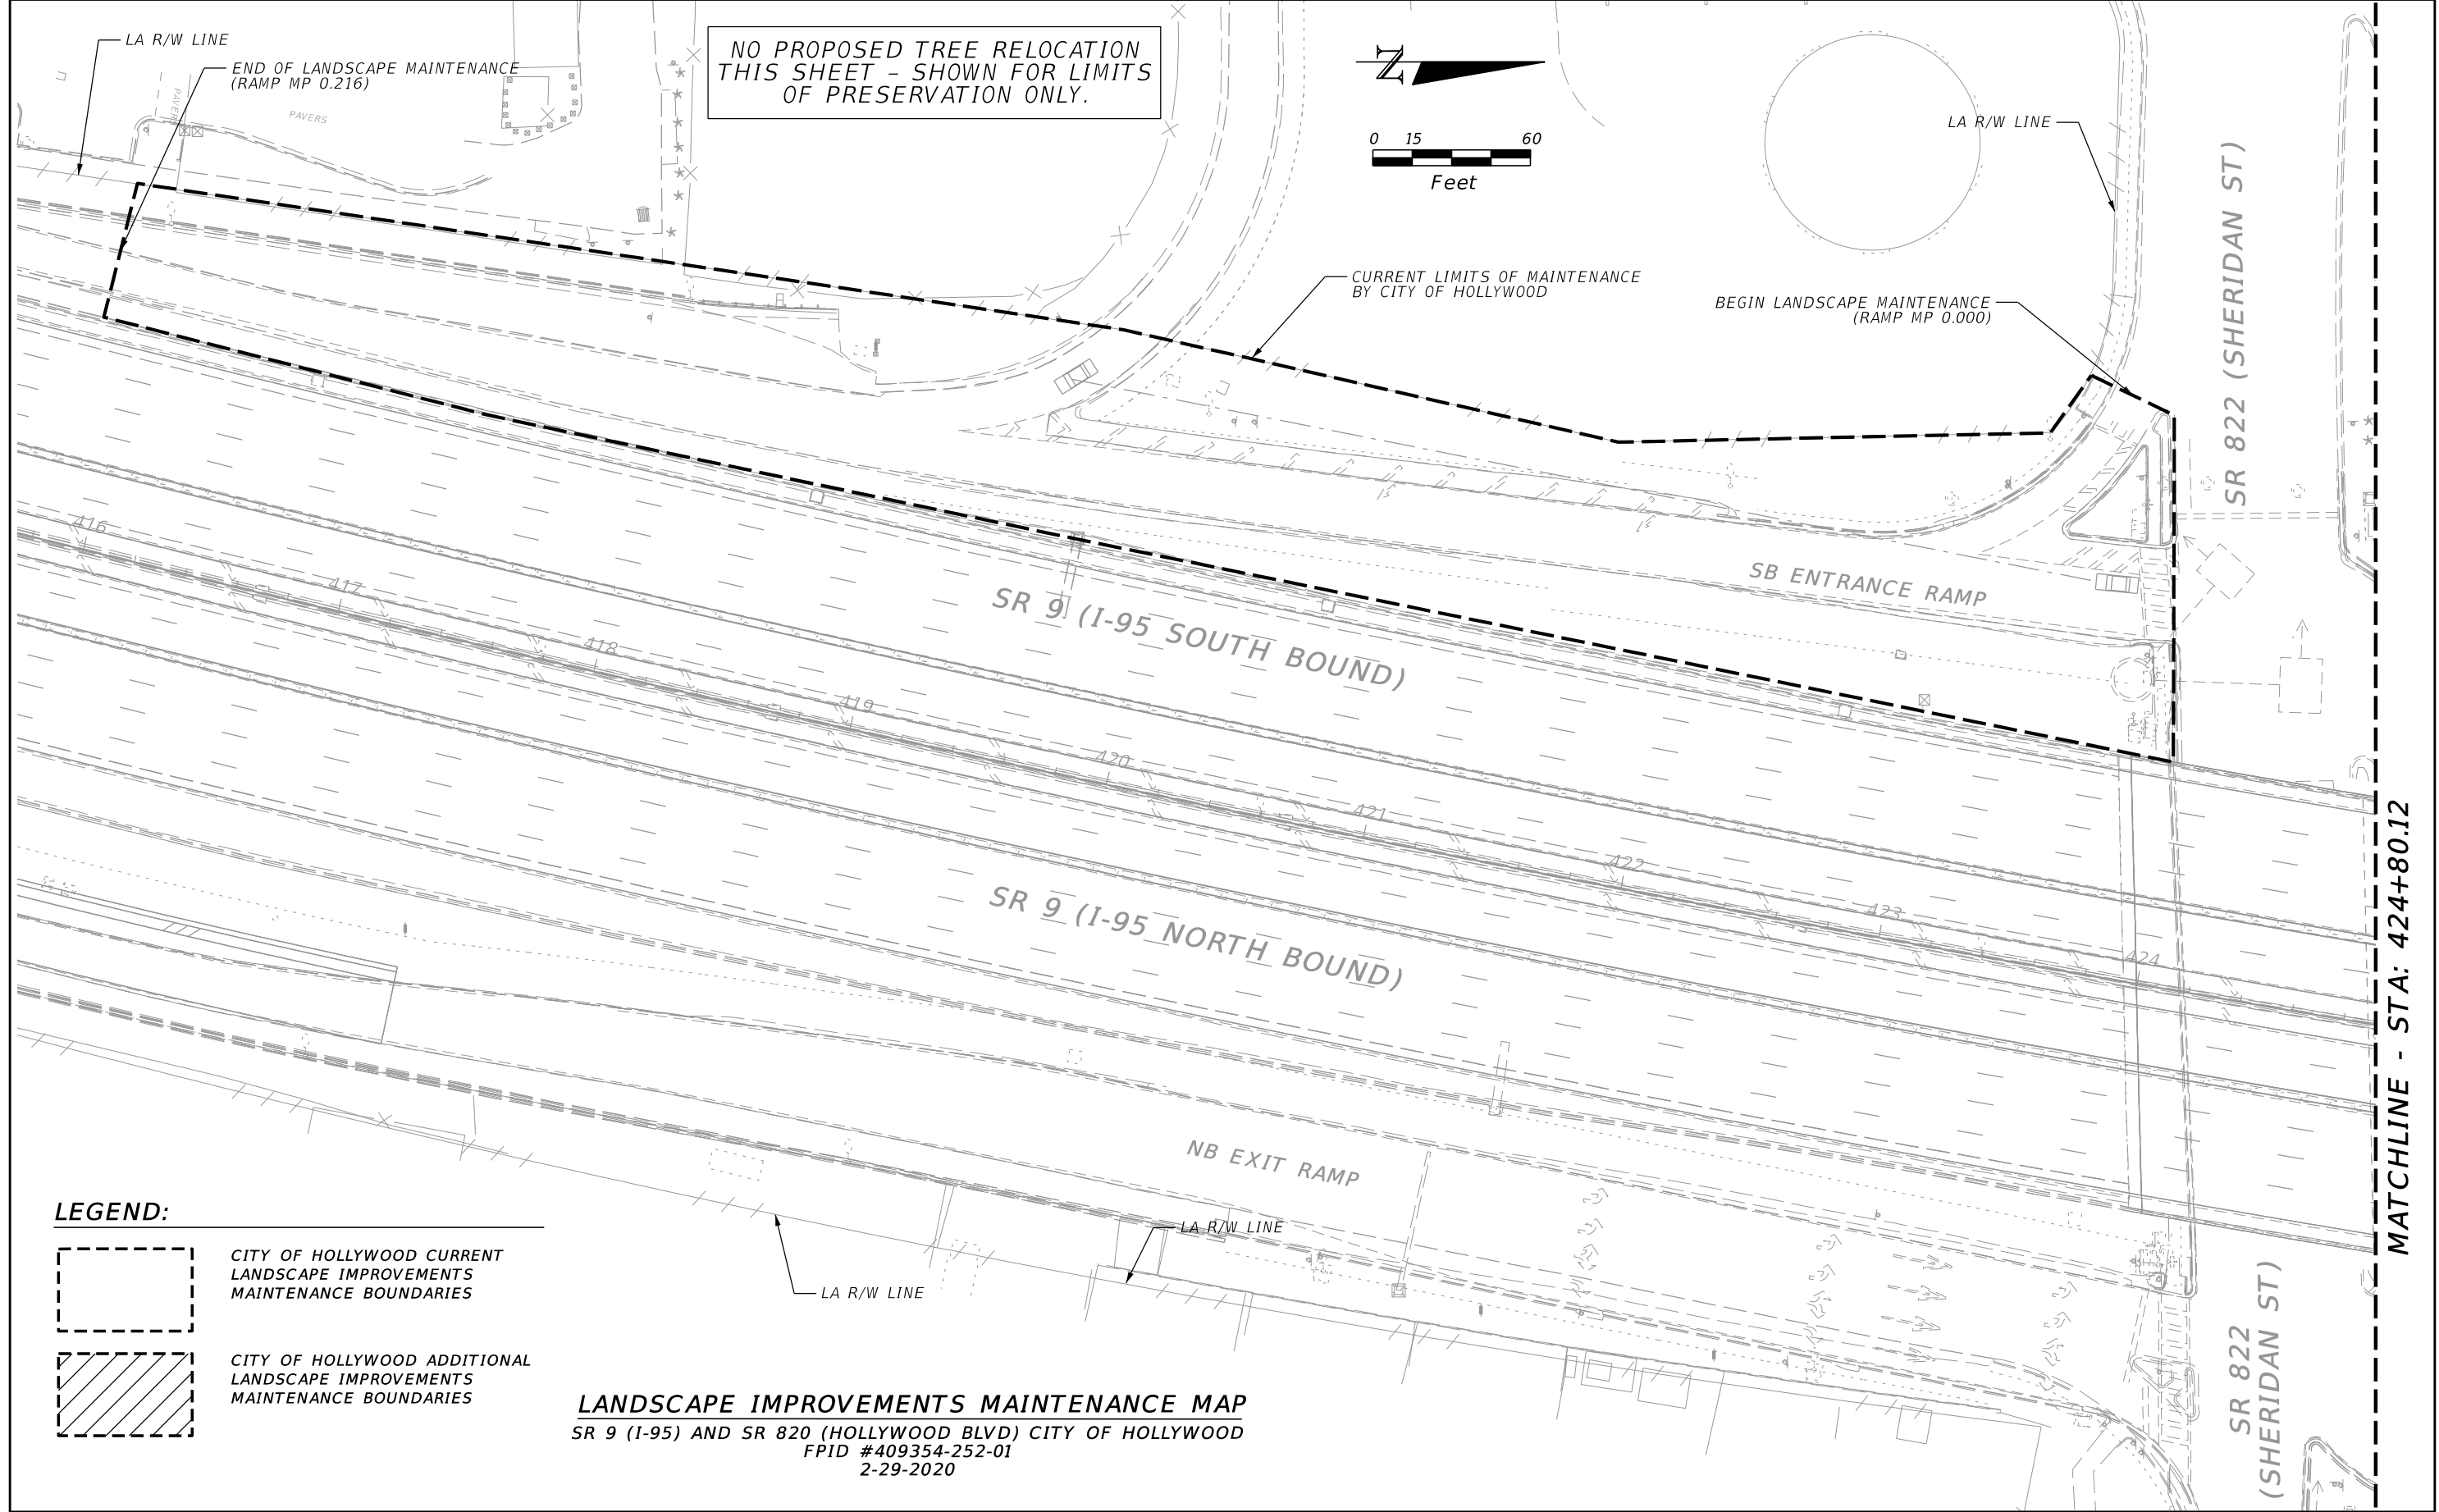 LA R/W LINE
END OF LANDSCAPE MAINTENANCE
(RAMP MP 0.216)
PAVERS
PAVERS
NO PROPOSED TREE RELOCATION
THIS SHEET – SHOWN FOR LIMITS
OF PRESERVATION ONLY.
N
0 15 60
Feet
LA R/W LINE
CURRENT LIMITS OF MAINTENANCE
BY CITY OF HOLLYWOOD
BEGIN LANDSCAPE MAINTENANCE
(RAMP MP 0.000)
SR 822 (SHERIDAN ST)
SB ENTRANCE RAMP
SR 9 (I-95 SOUTH BOUND)
416
417
418
419
420
421
422
423
424
SR 9 (I-95 NORTH BOUND)
NB EXIT RAMP
LA R/W LINE
LA R/W LINE
MATCHLINE - STA: 424+80.12
SR 822
(SHERIDAN ST)
LEGEND:
CITY OF HOLLYWOOD CURRENT
LANDSCAPE IMPROVEMENTS
MAINTENANCE BOUNDARIES
CITY OF HOLLYWOOD ADDITIONAL
LANDSCAPE IMPROVEMENTS
MAINTENANCE BOUNDARIES
LANDSCAPE IMPROVEMENTS MAINTENANCE MAP
SR 9 (I-95) AND SR 820 (HOLLYWOOD BLVD) CITY OF HOLLYWOOD
FPID #409354-252-01
2-29-2020